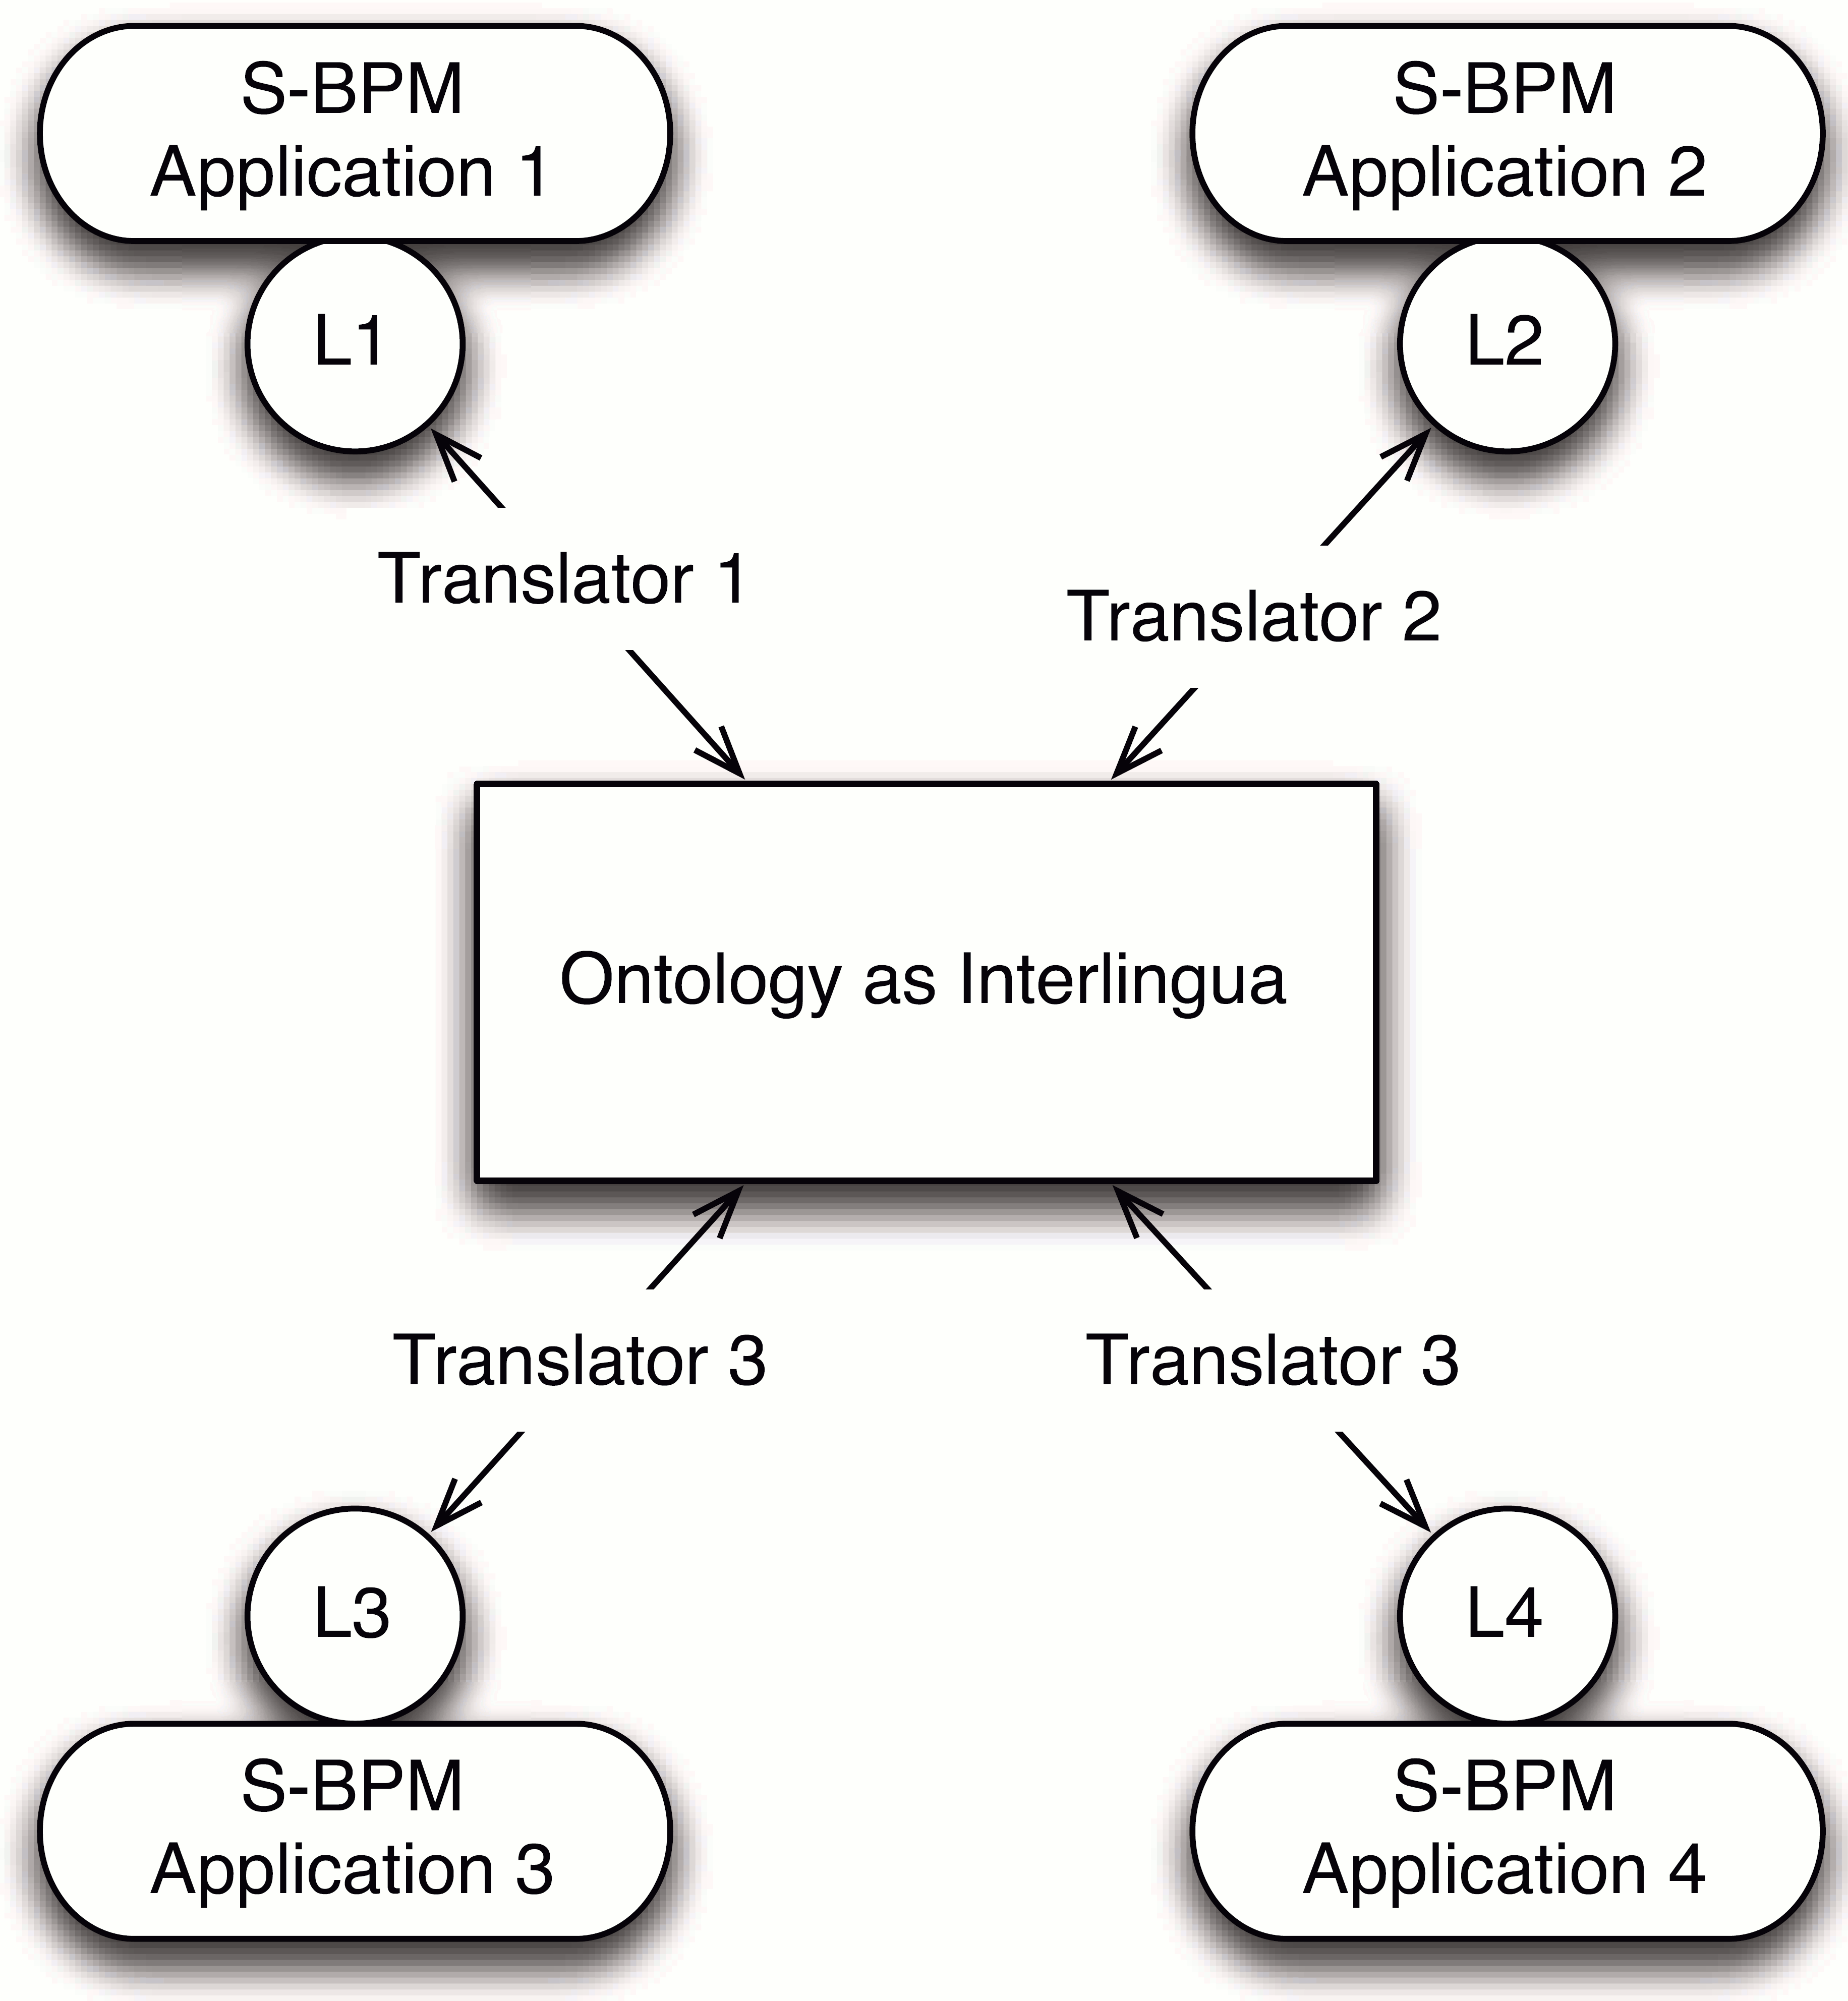 S-BPM
Application 1
S-BPM
Application 2
L1
L2
Translator 1
Translator 2
Ontology as Interlingua
Translator 3
Translator 3
L3
L4
S-BPM
Application 3
S-BPM
Application 4